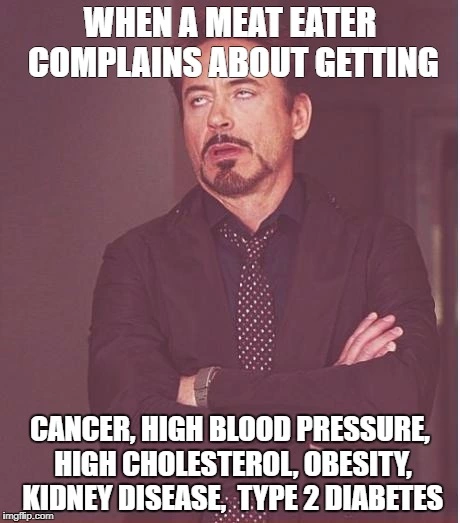 WHEN A MEAT EATER
COMPLAINS ABOUT GETTING
CANCER, HIGH BLOOD PRESSURE,
HIGH CHOLESTEROL, OBESITY,
KIDNEY DISEASE, TYPE 2 DIABETES
imgflip.com